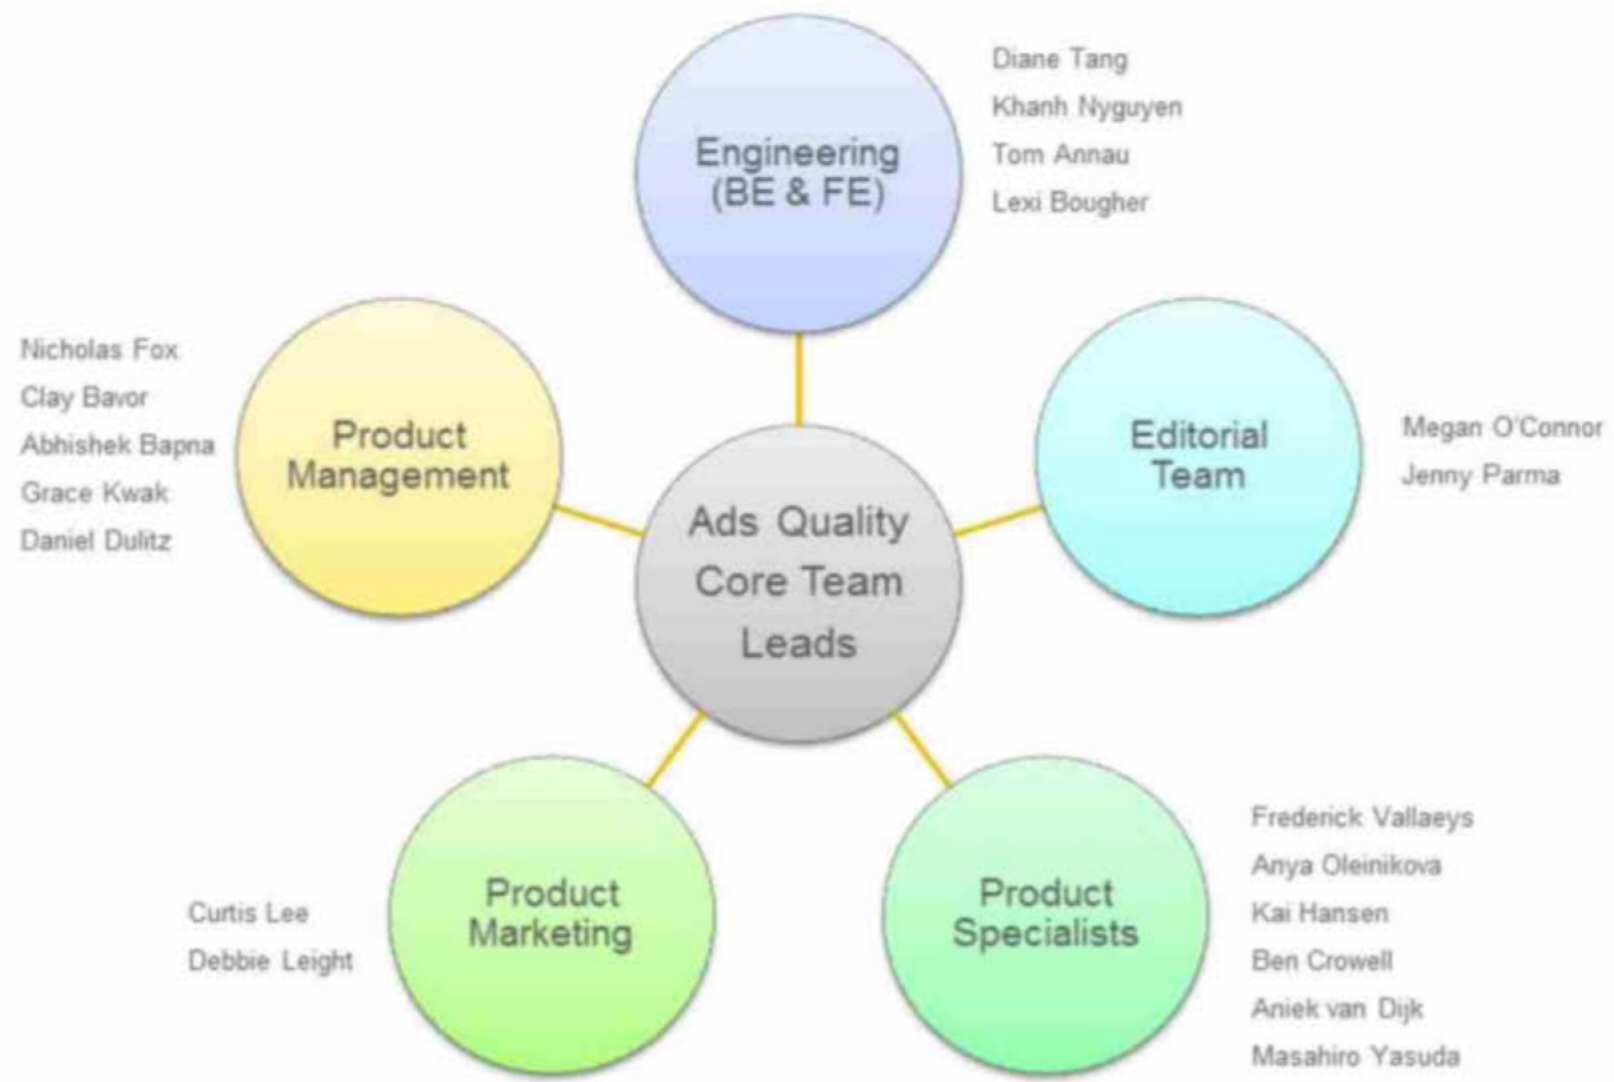 Engineering
(BE & FE)
Diane Tang
Khanh Nyguyen
Tom Annau
Lexi Bougher
Nicholas Fox
Clay Bavor
Abhishek Bapna
Grace Kwak
Daniel Dulitz
Product
Management
Ads Quality
Core Team
Leads
Editorial
Team
Megan O'Connor
Jenny Parma
Curtis Lee
Debbie Leight
Product
Marketing
Product
Specialists
Frederick Vallaeys
Anya Oleinikova
Kai Hansen
Ben Crowell
Aniek van Dijk
Masahiro Yasuda